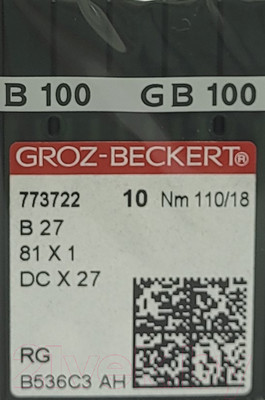 B 100 GB 100
GROZ-BECKERT®
773722 10 Nm 110/18
B 27
81 X 1
DC X 27
RG
B536C3 AH